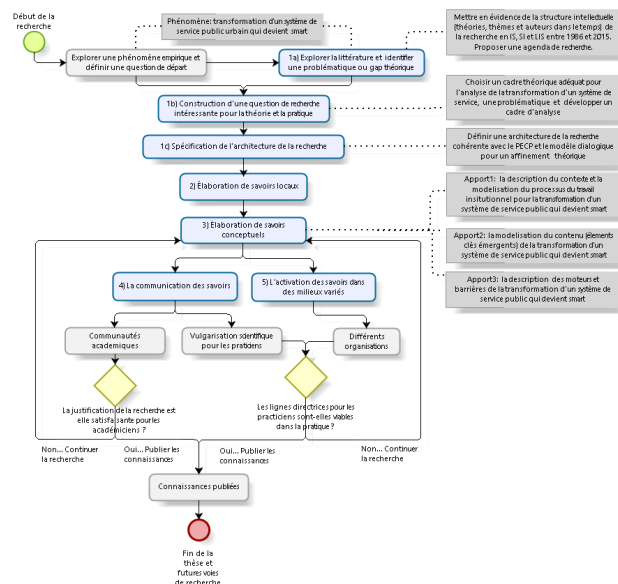 Début de la
recherche
Phénomène: transformation d'un système de
service public urbain qui devient smart
Mettre en évidence de la structure intellectuelle
(théories, thèmes et auteurs dans le temps) de
la recherche en IS, SI et LIS entre 1986 et 2015.
Proposer une agenda de recherche.
Explorer une phénomène empirique et
définir une question de départ
1a) Explorer la littérature et identifier
une problématique ou gap théorique
Choisir un cadre théorique adéquat pour
l'analyse de la transformation d'un système de
service, une problématique et développer un
cadre d'analyse
1b) Construction d'une question de recherche
intéressante pour la théorie et la pratique
1c) Spécification de l'architecture de la recherche
Définir une architecture de la recherche
cohérente avec le PECP et le modèle dialogique
pour un affinement théorique
2) Élaboration de savoirs locaux
Apport1: la description du contexte et la
modelisation du processus du travail
insitutionnel pour la transformation d'un
système de service public qui devient smart
3) Élaboration de savoirs
conceptuels
Apport2: la modelisation du contenu (élements
clés émergents) de la transformation d'un
système de service public qui devient smart
4) La communication des savoirs
5) L'activation des savoirs dans
des milieux variés
Apport3: la description des moteurs et
barrières de la transformation d'un système de
service public qui devient smart
Communautés
académiques
Vulgarisation scientifique
pour les praticiens
Différents
organisations
La justification de la recherche est
elle satisfaisante pour les
académiciens ?
Les lignes directrices pour les
practiciens sont-elles viables
dans la pratique ?
Non... Continuer
la recherche
Oui... Publier les
connaissances
Oui... Publier les
connaissances
Non... Continuer
la recherche
Connaissances publiées
Fin de la
thèse et
futures voies
de recherche